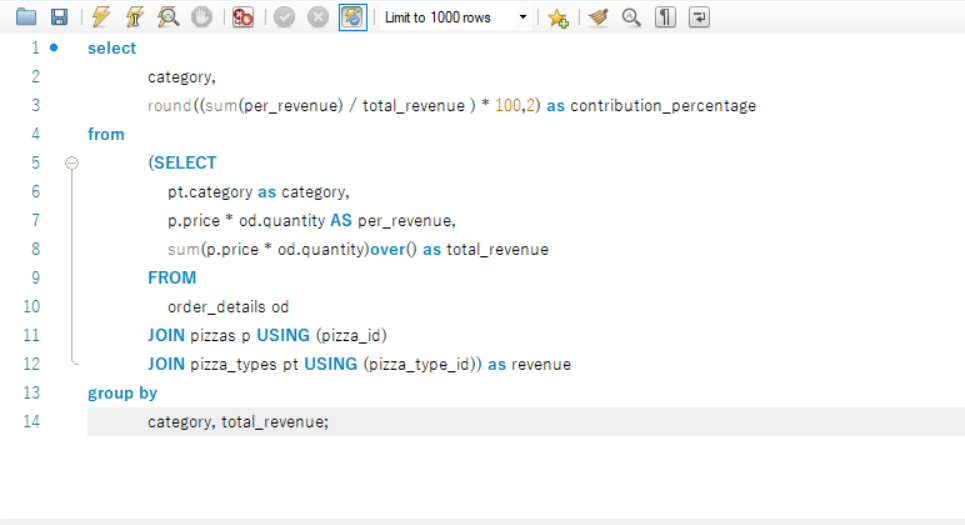 Limit to 1000 rows
1 select
2 category,
3 round((sum(per_revenue) / total_revenue ) * 100,2) as contribution_percentage
4 from
5 (SELECT
6 pt.category as category,
7 p.price * od.quantity AS per_revenue,
8 sum(p.price * od.quantity)over() as total_revenue
9 FROM
10 order_details od
11 JOIN pizzas p USING (pizza_id)
12 JOIN pizza_types pt USING (pizza_type_id)) as revenue
13 group by
14 category, total_revenue;